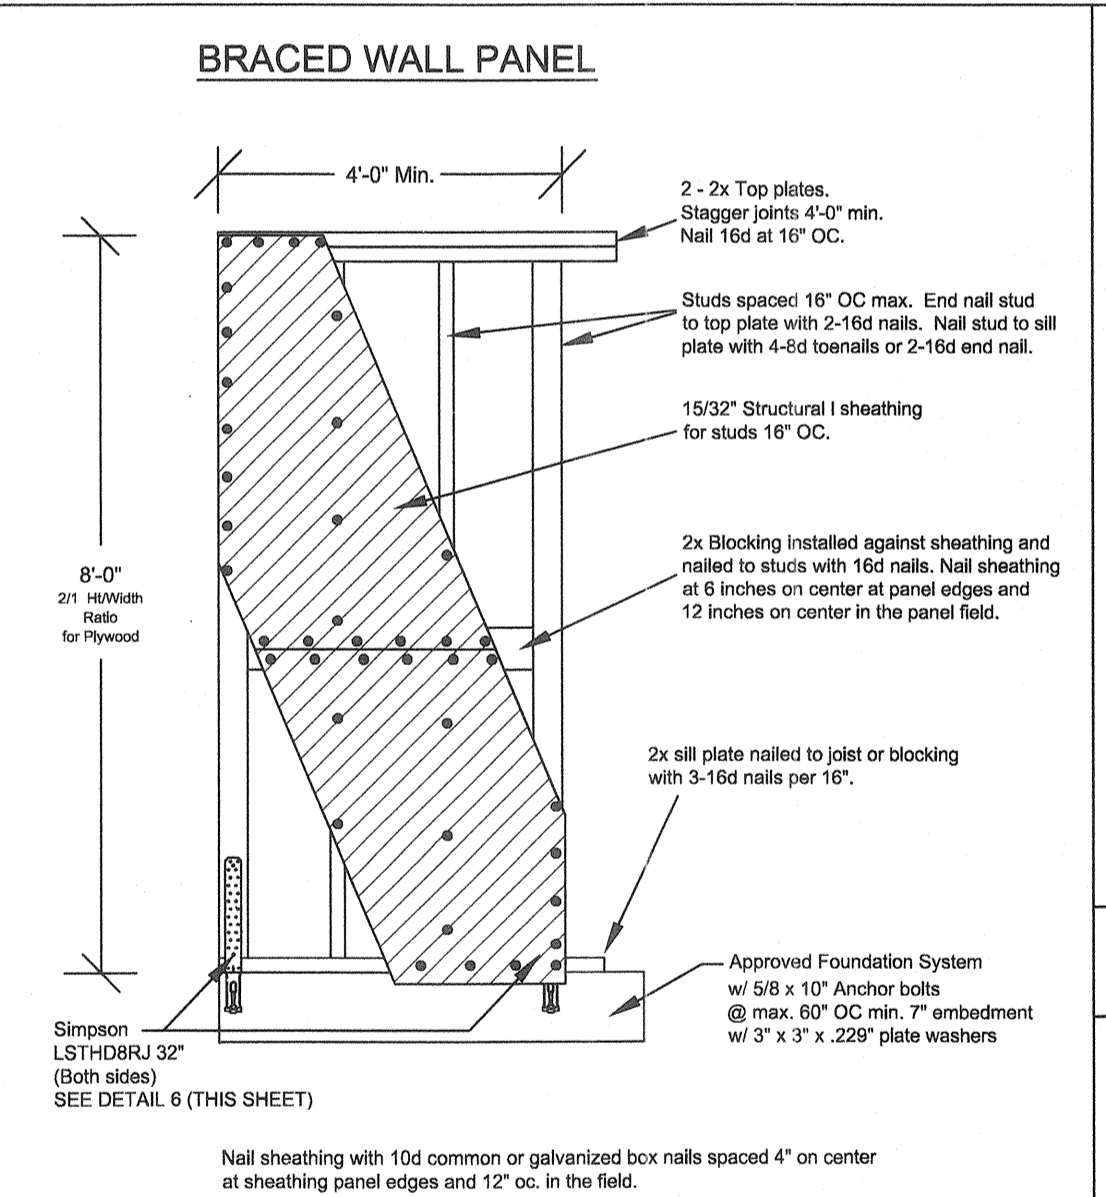 BRACED WALL PANEL
4'-0" Min.
2 - 2x Top plates.
Stagger joints 4'-0" min.
Nail 16d at 16" OC.
Studs spaced 16" OC max.  End nail stud
to top plate with 2-16d nails.  Nail stud to sill
plate with 4-8d toenails or 2-16d end nail.
15/32" Structural I sheathing
for studs 16" OC.
2x Blocking installed against sheathing and
nailed to studs with 16d nails. Nail sheathing
at 6 inches on center at panel edges and
12 inches on center in the panel field.
8'-0"
2/1  Ht/Width
Ratio
for Plywood
2x sill plate nailed to joist or blocking
with 3-16d nails per 16".
Approved Foundation System
w/ 5/8 x 10" Anchor bolts
@ max. 60" OC min. 7" embedment
w/ 3" x 3" x .229" plate washers
Simpson
LSTHD8RJ 32"
(Both sides)
SEE DETAIL 6 (THIS SHEET)
Nail sheathing with 10d common or galvanized box nails spaced 4" on center
at sheathing panel edges and 12" oc. in the field.